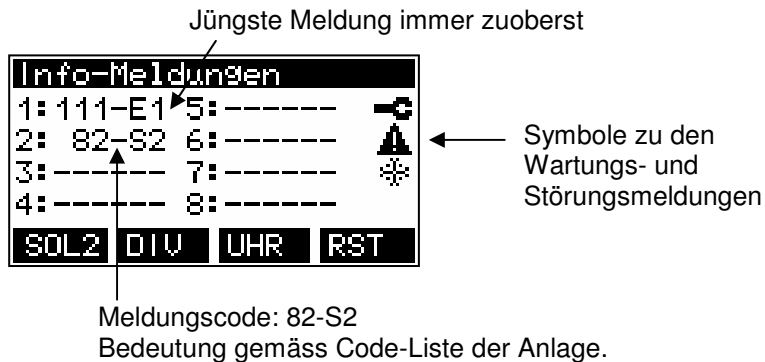 Jüngste Meldung immer zuoberst
Info-Meldungen
1:111-E1 5:------
2: 82-S2 6:------
3:------ 7:------
4:------ 8:------
SOL2 DIV UHR RST
Symbole zu den
Wartungs- und
Störungsmeldungen
Meldungscode: 82-S2
Bedeutung gemäss Code-Liste der Anlage.